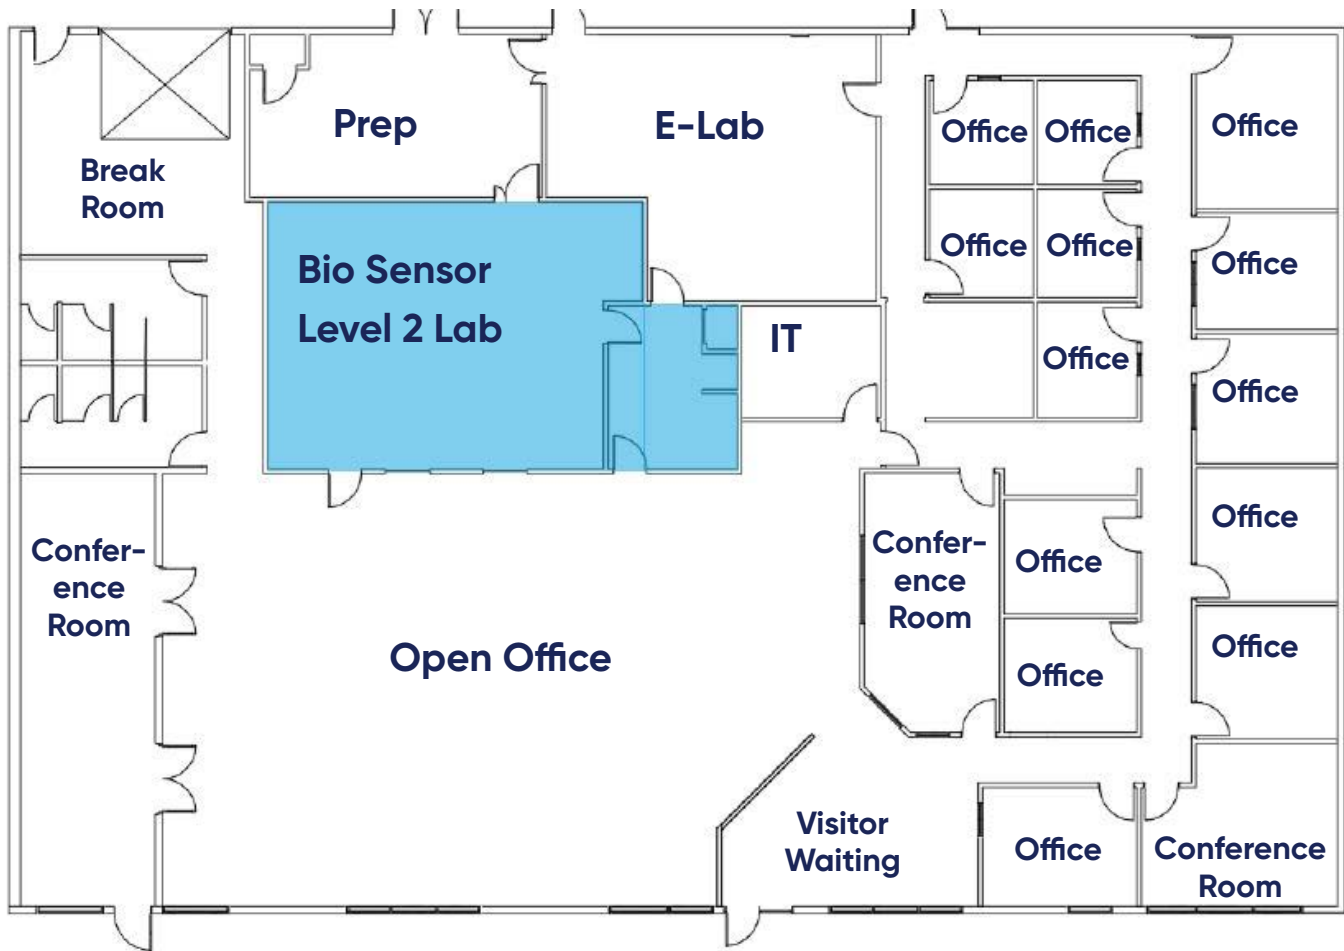 Prep
E-Lab
Office
Office
Office
Break
Room
Office
Office
Office
Bio Sensor
Level 2 Lab
IT
Office
Office
Office
Confer-
ence
Room
Confer-
ence
Room
Office
Office
Office
Office
Open Office
Visitor
Waiting
Office
Conference
Room